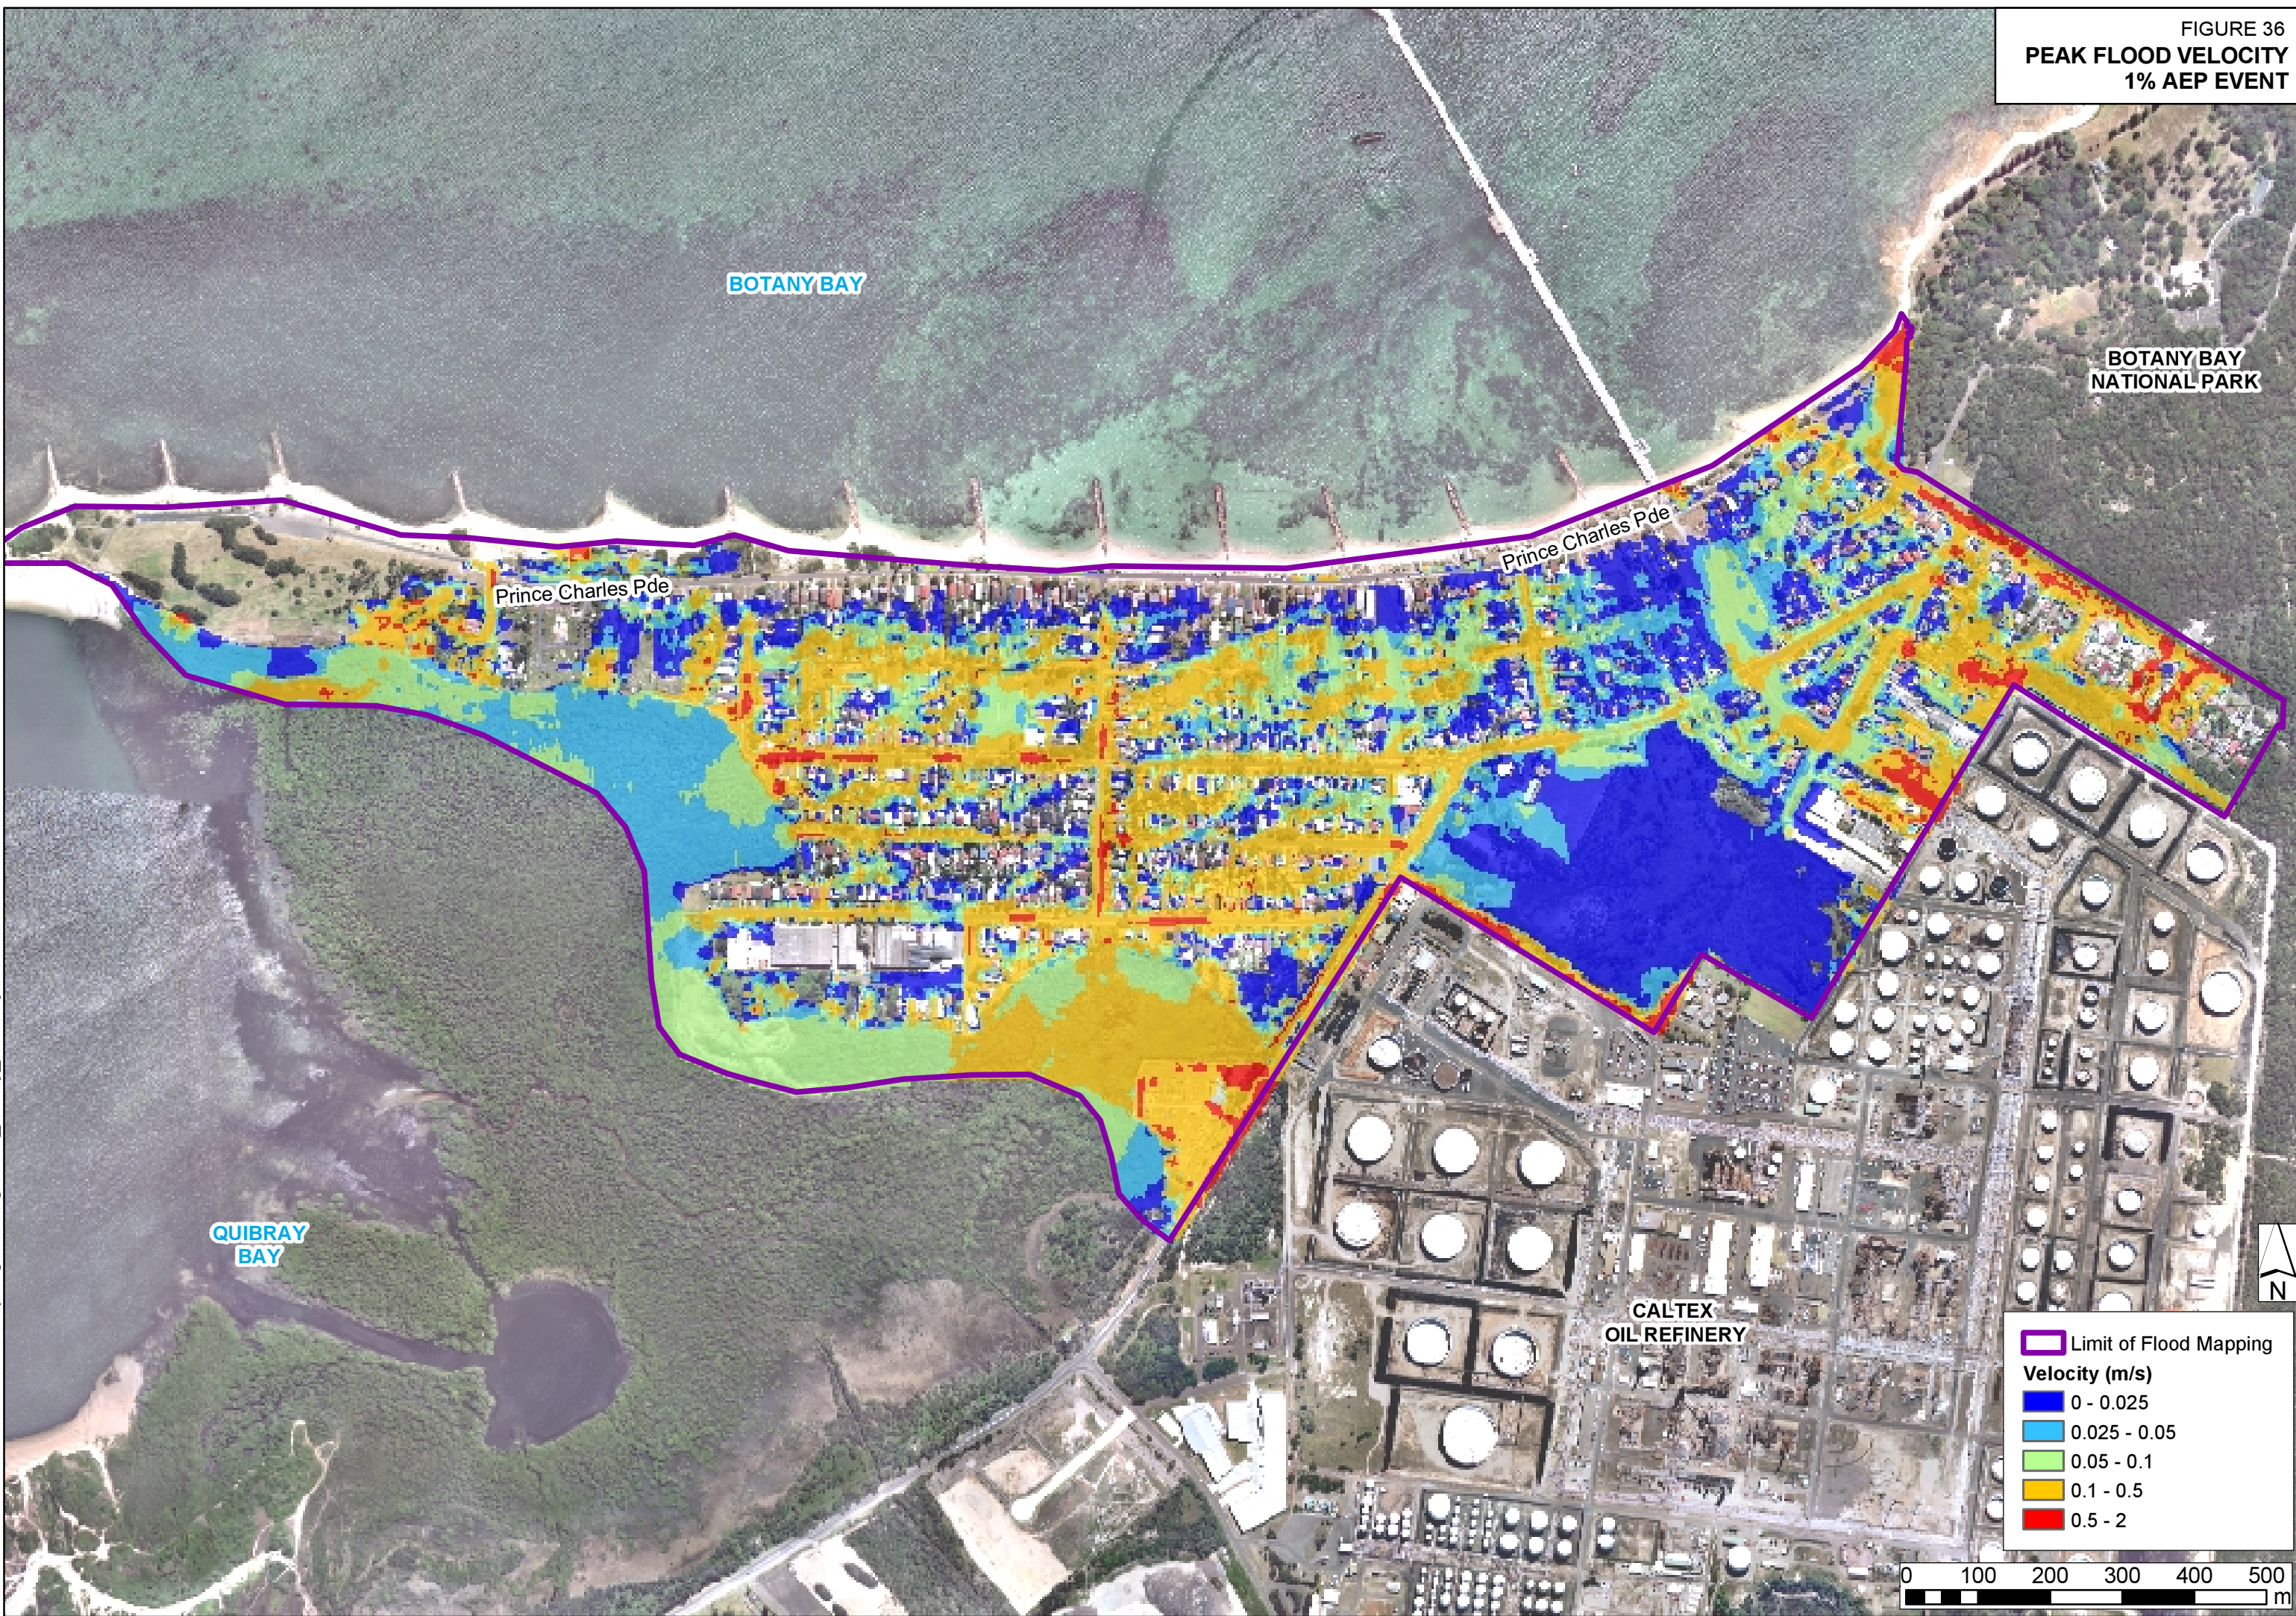 FIGURE 36
PEAK FLOOD VELOCITY
1% AEP EVENT
BOTANY BAY
BOTANY BAY
NATIONAL PARK
Prince Charles Pde
Prince Charles Pde
QUIBRAY
BAY
CALTEX
OIL REFINERY
N
Limit of Flood Mapping
Velocity (m/s)
0 - 0.025
0.025 - 0.05
0.05 - 0.1
0.1 - 0.5
0.5 - 2
0 100 200 300 400 500
m